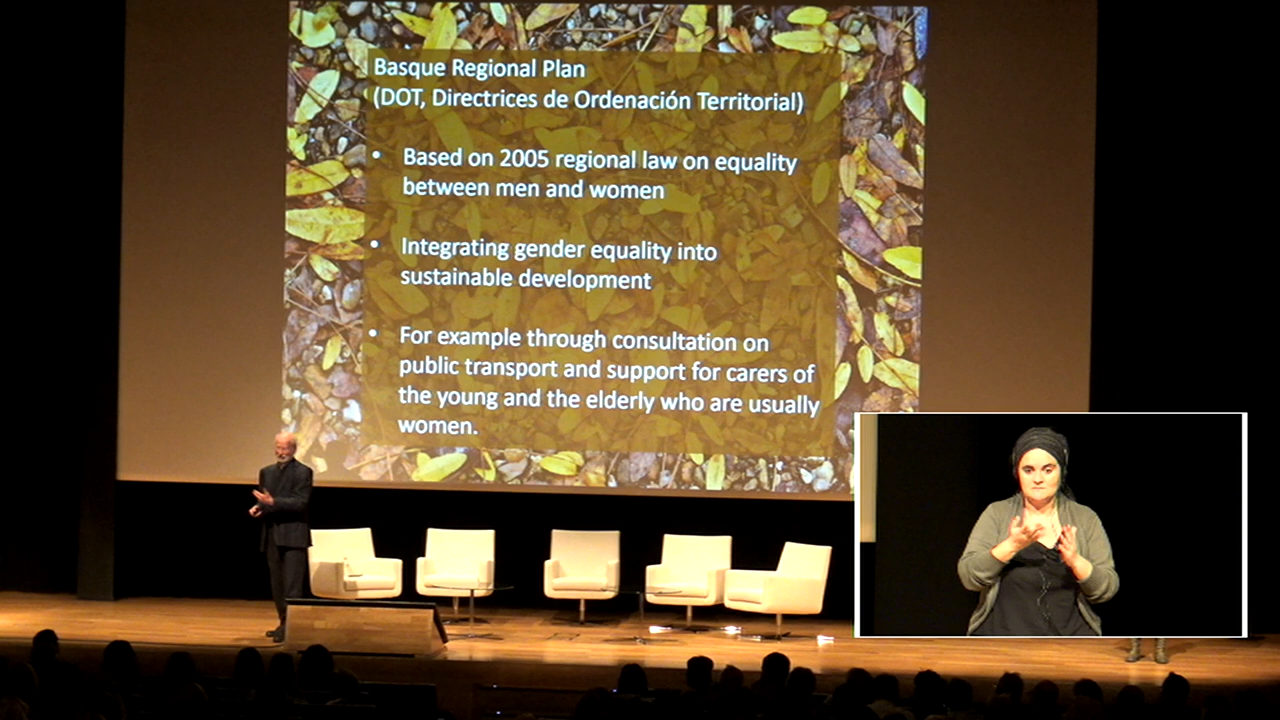 Basque Regional Plan
(DOT, Directrices de Ordenación Territorial)
• Based on 2005 regional law on equality
between men and women
• Integrating gender equality into
sustainable development
• For example through consultation on
public transport and support for carers of
the young and the elderly who are usually
women.